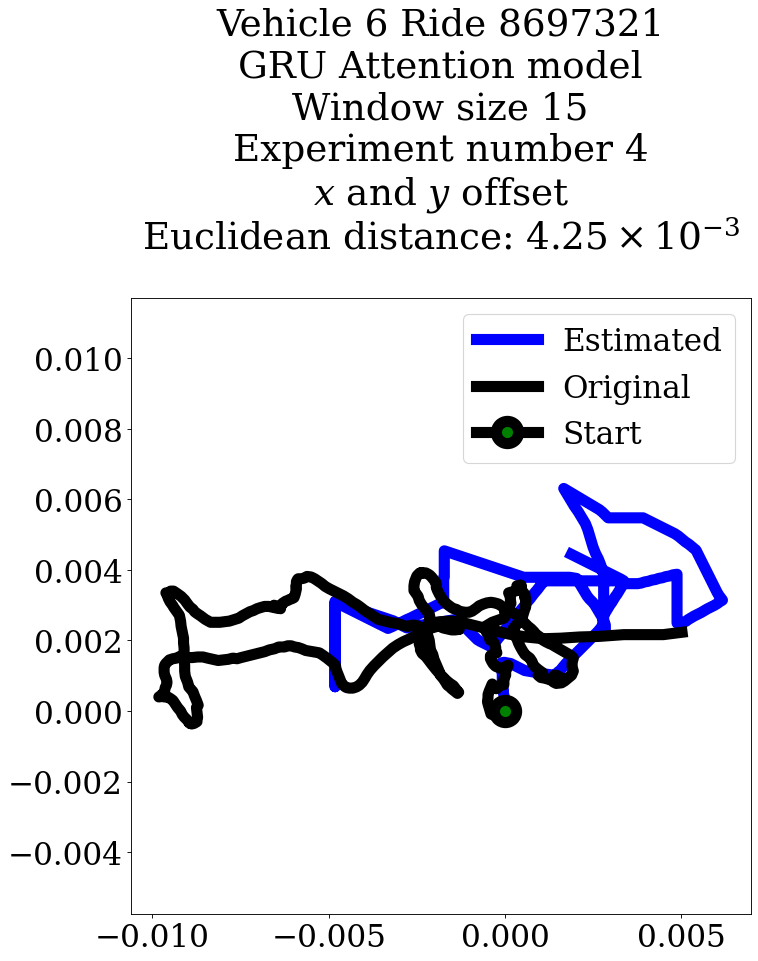 Vehicle 6 Ride 8697321
GRU Attention model
Window size 15
Experiment number 4
x and y offset
Euclidean distance: 4.25 × 10⁻³
Estimated
Original
Start
0.010
0.008
0.006
0.004
0.002
0.000
−0.002
−0.004
−0.010
−0.005
0.000
0.005